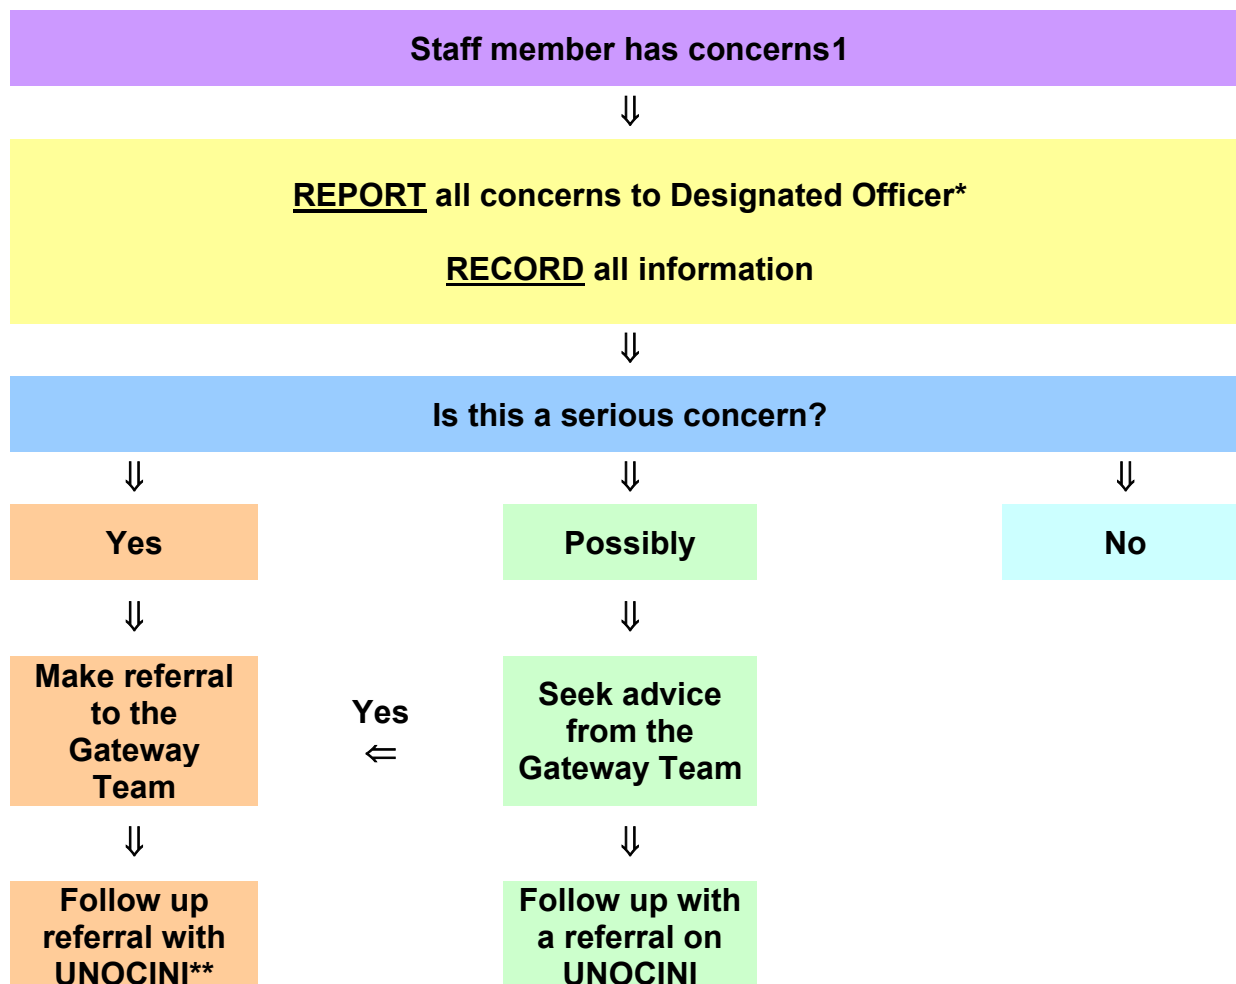 Staff member has concerns1
⇓
REPORT all concerns to Designated Officer*
RECORD all information
⇓
Is this a serious concern?
⇓ ⇓ ⇓
Yes
Possibly
No
⇓ ⇓
Make referral
to the
Gateway
Team
Yes
⇐
Seek advice
from the
Gateway Team
⇓ ⇓
Follow up
referral with
UNOCINI**
Follow up with
a referral on
UNOCINI